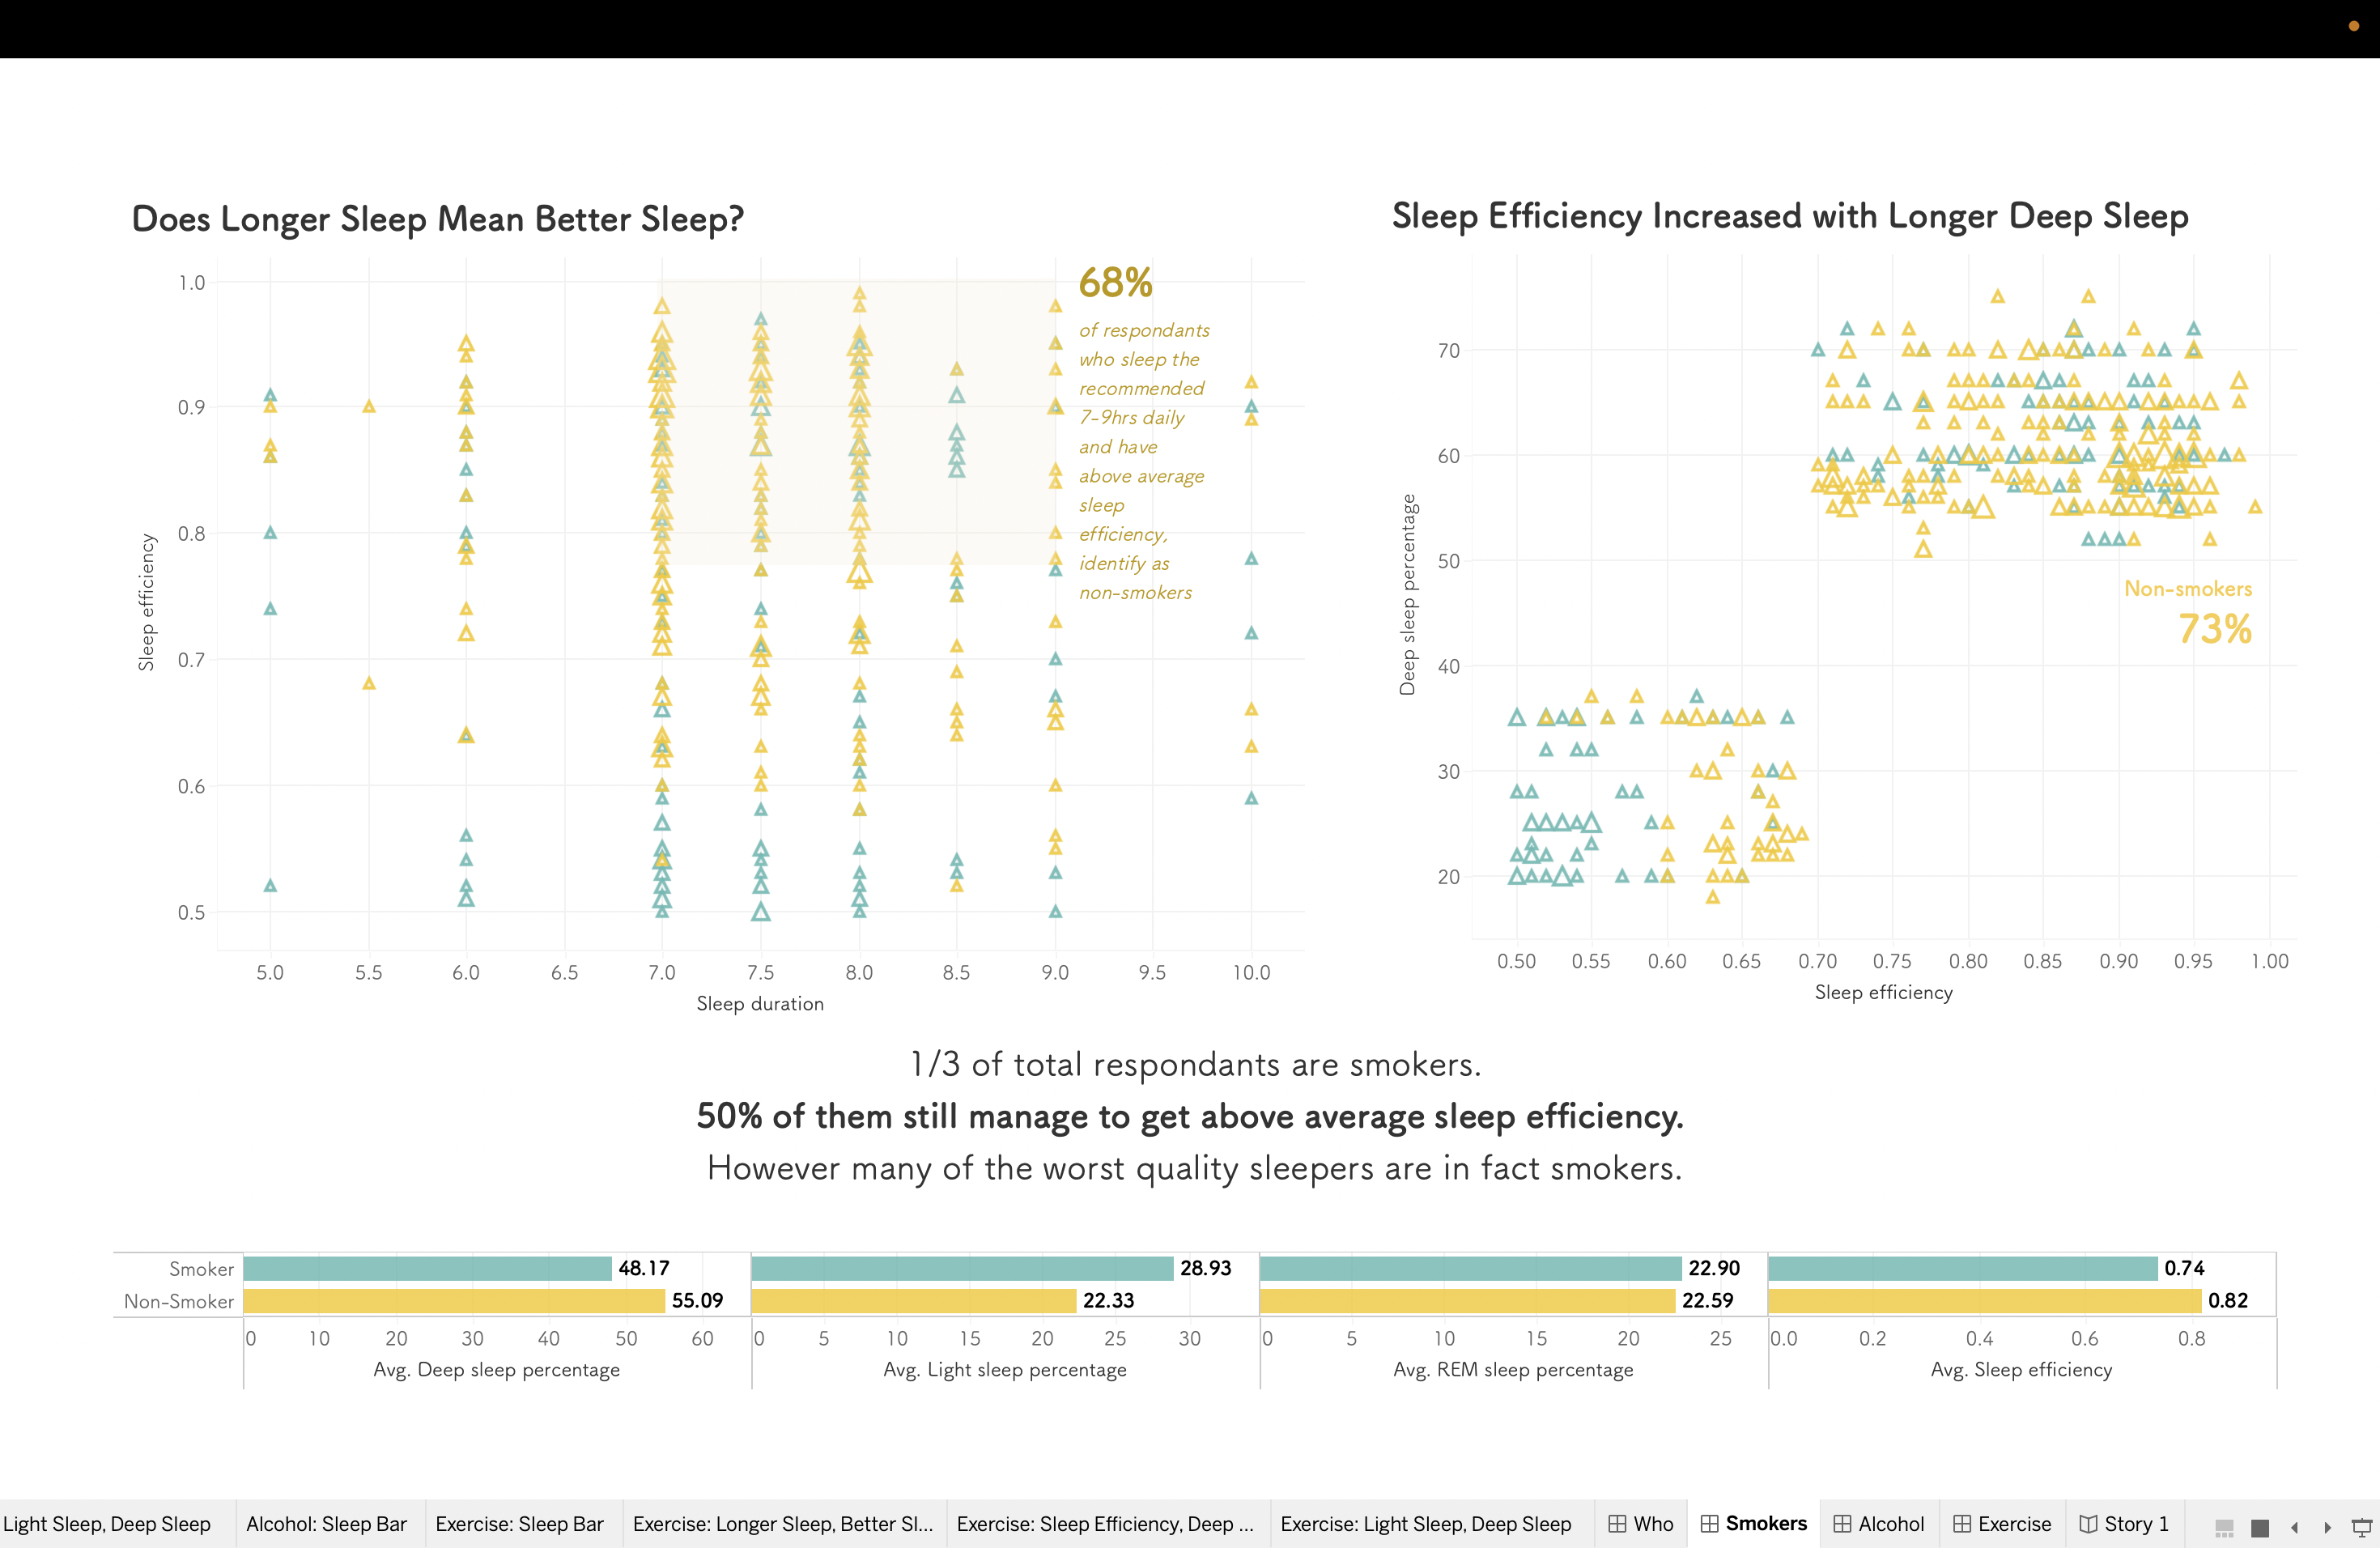 Does Longer Sleep Mean Better Sleep?
Sleep efficiency
1.0
0.9
0.8
0.7
0.6
0.5
5.0 5.5 6.0 6.5 7.0 7.5 8.0 8.5 9.0 9.5 10.0
Sleep duration
68%
of respondants
who sleep the
recommended
7-9hrs daily
and have
above average
sleep
efficiency,
identify as
non-smokers
Sleep Efficiency Increased with Longer Deep Sleep
Deep sleep percentage
70
60
50
40
30
20
Non-smokers
73%
0.50 0.55 0.60 0.65 0.70 0.75 0.80 0.85 0.90 0.95 1.00
Sleep efficiency
1/3 of total respondants are smokers.
50% of them still manage to get above average sleep efficiency.
However many of the worst quality sleepers are in fact smokers.
Smoker 48.17 28.93 22.90 0.74
Non-Smoker 55.09 22.33 22.59 0.82
0 10 20 30 40 50 60 0 5 10 15 20 25 30 0 5 10 15 20 25 0.0 0.2 0.4 0.6 0.8
Avg. Deep sleep percentage Avg. Light sleep percentage Avg. REM sleep percentage Avg. Sleep efficiency
Light Sleep, Deep Sleep Alcohol: Sleep Bar Exercise: Sleep Bar Exercise: Longer Sleep, Better Sl... Exercise: Sleep Efficiency, Deep ... Exercise: Light Sleep, Deep Sleep Who Smokers Alcohol Exercise Story 1